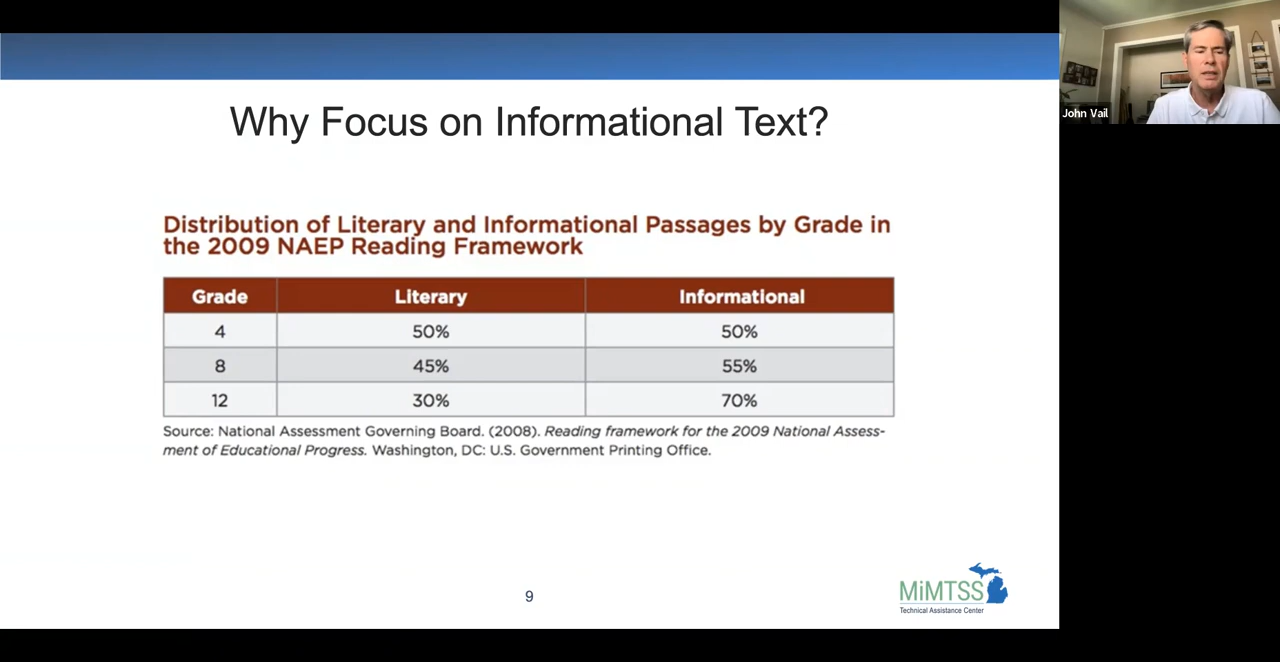 Why Focus on Informational Text?
John Vail
Distribution of Literary and Informational Passages by Grade in
the 2009 NAEP Reading Framework
Grade Literary Informational
4 50% 50%
8 45% 55%
12 30% 70%
Source: National Assessment Governing Board. (2008). Reading framework for the 2009 National Assess-
ment of Educational Progress. Washington, DC: U.S. Government Printing Office.
9
MiMTSS
Technical Assistance Center